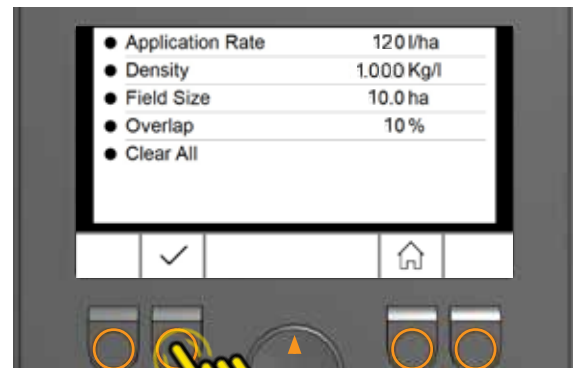 ● Application Rate 120 l/ha
● Density 1.000 Kg/l
● Field Size 10.0 ha
● Overlap 10 %
● Clear All